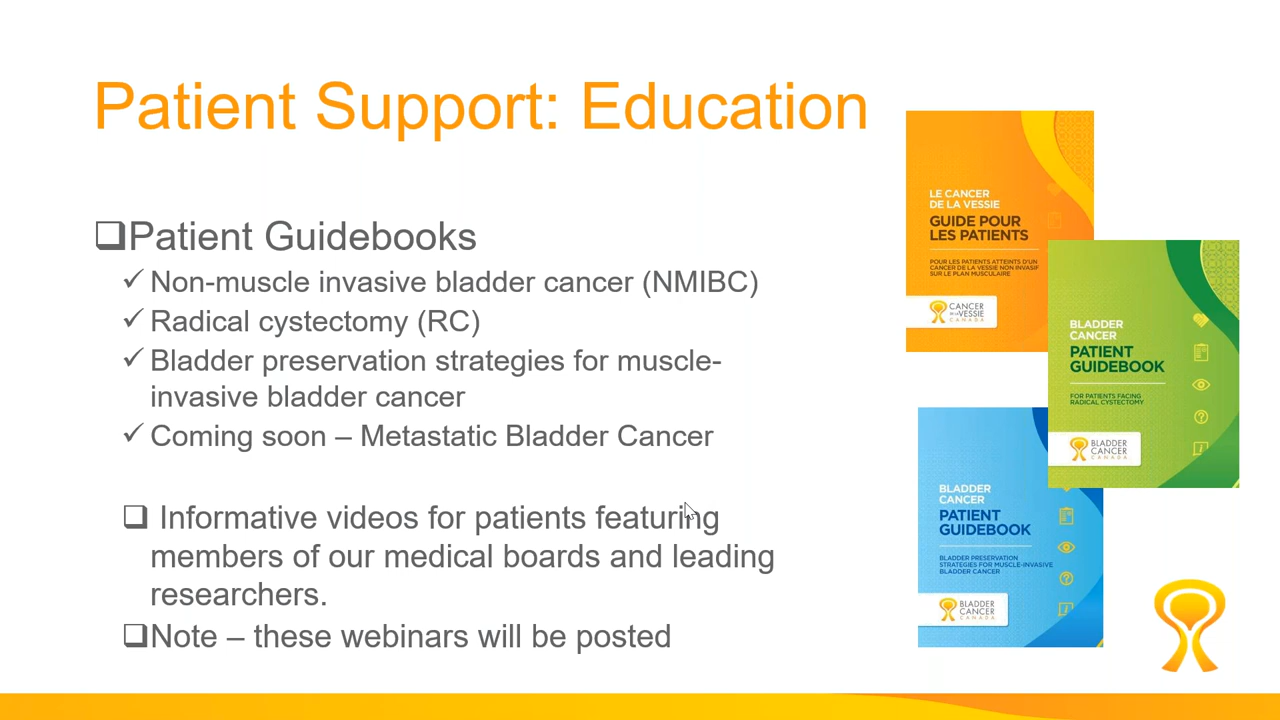 Patient Support: Education
❑Patient Guidebooks
✓ Non-muscle invasive bladder cancer (NMIBC)
✓ Radical cystectomy (RC)
✓ Bladder preservation strategies for muscle-
invasive bladder cancer
✓ Coming soon – Metastatic Bladder Cancer
❑ Informative videos for patients featuring
members of our medical boards and leading
researchers.
❑Note – these webinars will be posted
LE CANCER
DE LA VESSIE
GUIDE POUR
LES PATIENTS
POUR LES PATIENTS ATTEINTS D'UN
CANCER DE LA VESSIE NON INVASIF
SUR LE PLAN MUSCULAIRE
CANCER
DE LA VESSIE
CANADA
BLADDER
CANCER
PATIENT
GUIDEBOOK
FOR PATIENTS FACING
RADICAL CYSTECTOMY
BLADDER
CANCER
CANADA
BLADDER
CANCER
PATIENT
GUIDEBOOK
BLADDER PRESERVATION
STRATEGIES FOR MUSCLE-INVASIVE
BLADDER CANCER
BLADDER
CANCER
CANADA